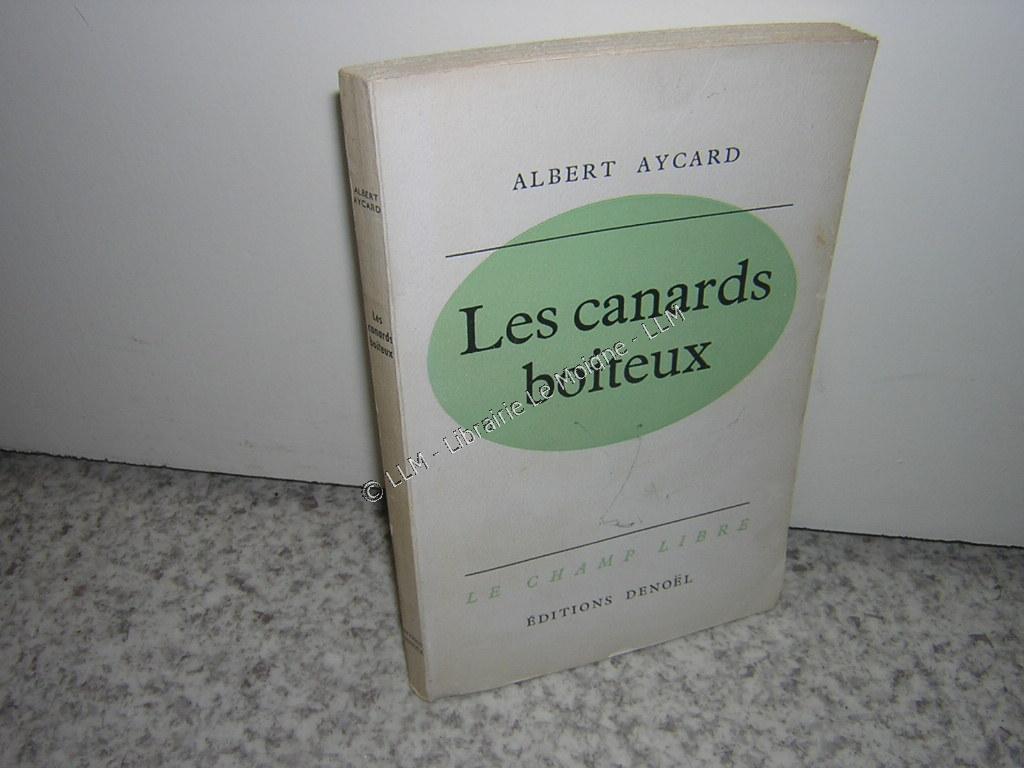 ALBERT AYCARD
Les canards
boiteux
LE CHAMP LIBRE
ÉDITIONS DENOËL
ALBERT
AYCARD
Les
canards
boiteux
© LLM - Librairie Le Moigne - LLM